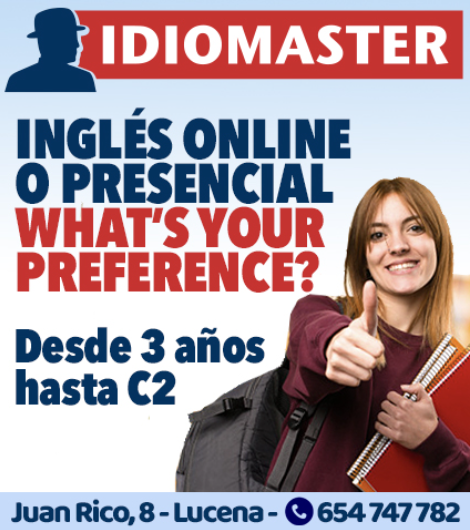 IDIOMASTER
INGLÉS ONLINE
O PRESENCIAL
WHAT'S YOUR
PREFERENCE?
Desde 3 años
hasta C2
Juan Rico, 8 - Lucena - 654 747 782